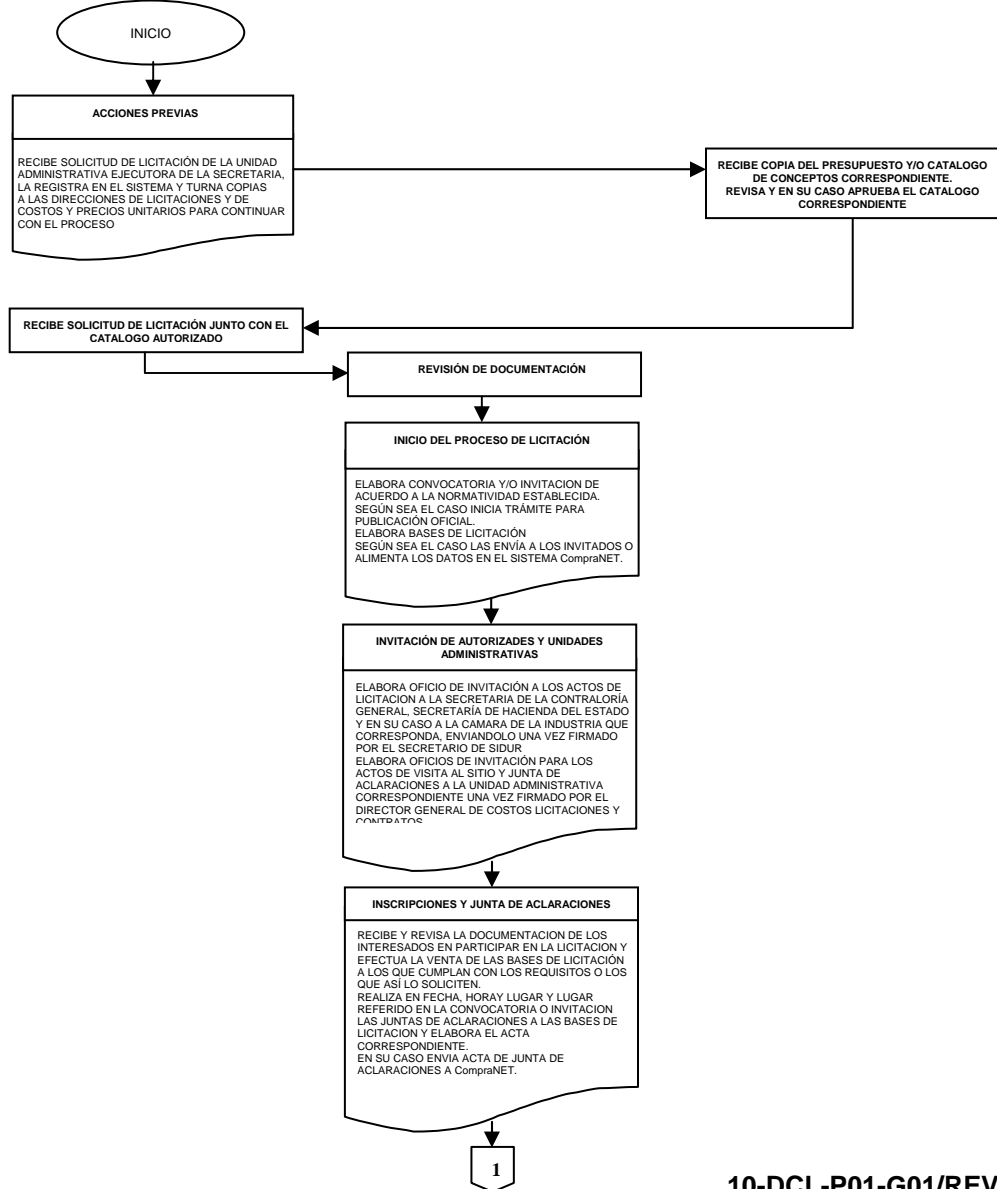 INICIO
ACCIONES PREVIAS
RECIBE SOLICITUD DE LICITACIÓN DE LA UNIDAD
ADMINISTRATIVA EJECUTORA DE LA SECRETARIA,
LA REGISTRA EN EL SISTEMA Y TURNA COPIAS
A LAS DIRECCIONES DE LICITACIONES Y DE
COSTOS Y PRECIOS UNITARIOS PARA CONTINUAR
CON EL PROCESO
RECIBE COPIA DEL PRESUPUESTO Y/O CATALOGO
DE CONCEPTOS CORRESPONDIENTE.
REVISA Y EN SU CASO APRUEBA EL CATALOGO
CORRESPONDIENTE
RECIBE SOLICITUD DE LICITACIÓN JUNTO CON EL
CATALOGO AUTORIZADO
REVISIÓN DE DOCUMENTACIÓN
INICIO DEL PROCESO DE LICITACIÓN
ELABORA CONVOCATORIA Y/O INVITACION DE
ACUERDO A LA NORMATIVIDAD ESTABLECIDA.
SEGÚN SEA EL CASO INICIA TRÁMITE PARA
PUBLICACIÓN OFICIAL.
ELABORA BASES DE LICITACIÓN
SEGÚN SEA EL CASO LAS ENVÍA A LOS INVITADOS O
ALIMENTA LOS DATOS EN EL SISTEMA CompraNET.
INVITACIÓN DE AUTORIZADES Y UNIDADES
ADMINISTRATIVAS
ELABORA OFICIO DE INVITACIÓN A LOS ACTOS DE
LICITACION A LA SECRETARIA DE LA CONTRALORÍA
GENERAL, SECRETARÍA DE HACIENDA DEL ESTADO
Y EN SU CASO A LA CAMARA DE LA INDUSTRIA QUE
CORRESPONDA, ENVIANDOLO UNA VEZ FIRMADO
POR EL SECRETARIO DE SIDUR
ELABORA OFICIOS DE INVITACIÓN PARA LOS
ACTOS DE VISITA AL SITIO Y JUNTA DE
ACLARACIONES A LA UNIDAD ADMINISTRATIVA
CORRESPONDIENTE UNA VEZ FIRMADO POR EL
DIRECTOR GENERAL DE COSTOS LICITACIONES Y
CONTRATOS
INSCRIPCIONES Y JUNTA DE ACLARACIONES
RECIBE Y REVISA LA DOCUMENTACION DE LOS
INTERESADOS EN PARTICIPAR EN LA LICITACION Y
EFECTUA LA VENTA DE LAS BASES DE LICITACIÓN
A LOS QUE CUMPLAN CON LOS REQUISITOS O LOS
QUE ASÍ LO SOLICITEN.
REALIZA EN FECHA, HORAY LUGAR Y LUGAR
REFERIDO EN LA CONVOCATORIA O INVITACION
LAS JUNTAS DE ACLARACIONES A LAS BASES DE
LICITACION Y ELABORA EL ACTA
CORRESPONDIENTE.
EN SU CASO ENVIA ACTA DE JUNTA DE
ACLARACIONES A CompraNET.
1
10-DCL-P01-G01/REV